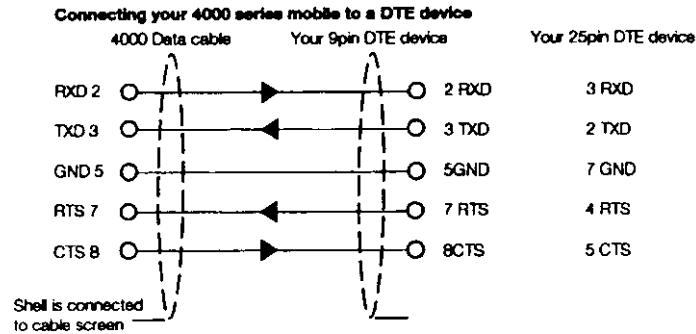 Connecting your 4000 series mobile to a DTE device
4000 Data cable Your 9pin DTE device Your 25pin DTE device
RXD 2 2 RXD 3 RXD
TXD 3 3 TXD 2 TXD
GND 5 5GND 7 GND
RTS 7 7 RTS 4 RTS
CTS 8 8CTS 5 CTS
Shell is connected
to cable screen